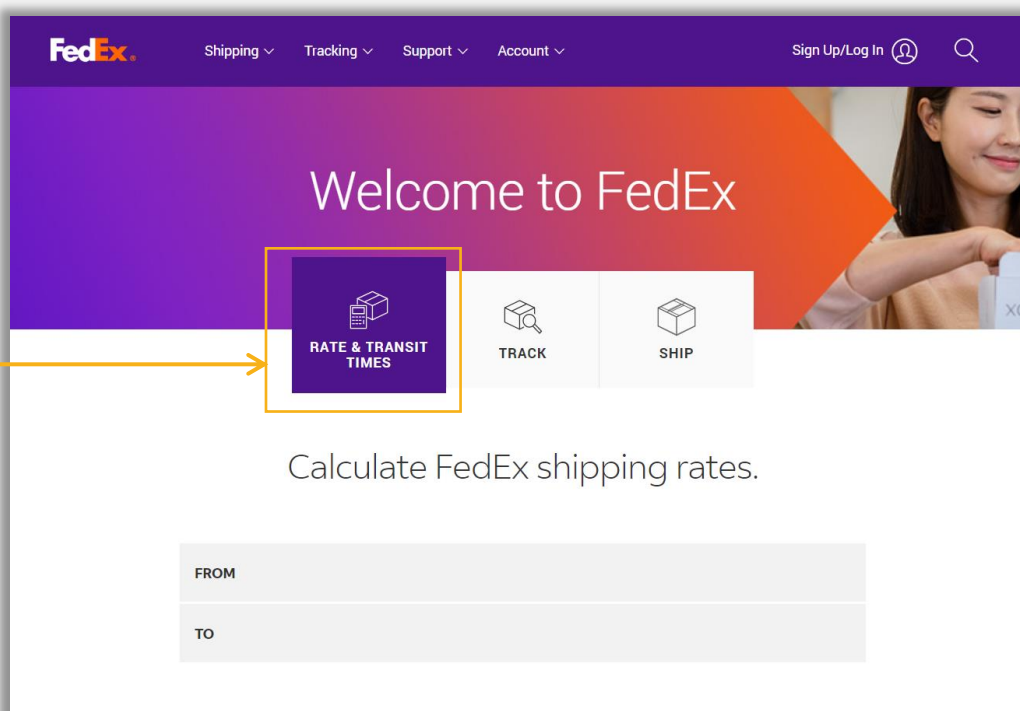 FedEx®
Shipping
Tracking
Support
Account
Sign Up/Log In
Welcome to FedEx
RATE & TRANSIT
TIMES
TRACK
SHIP
Calculate FedEx shipping rates.
FROM
TO